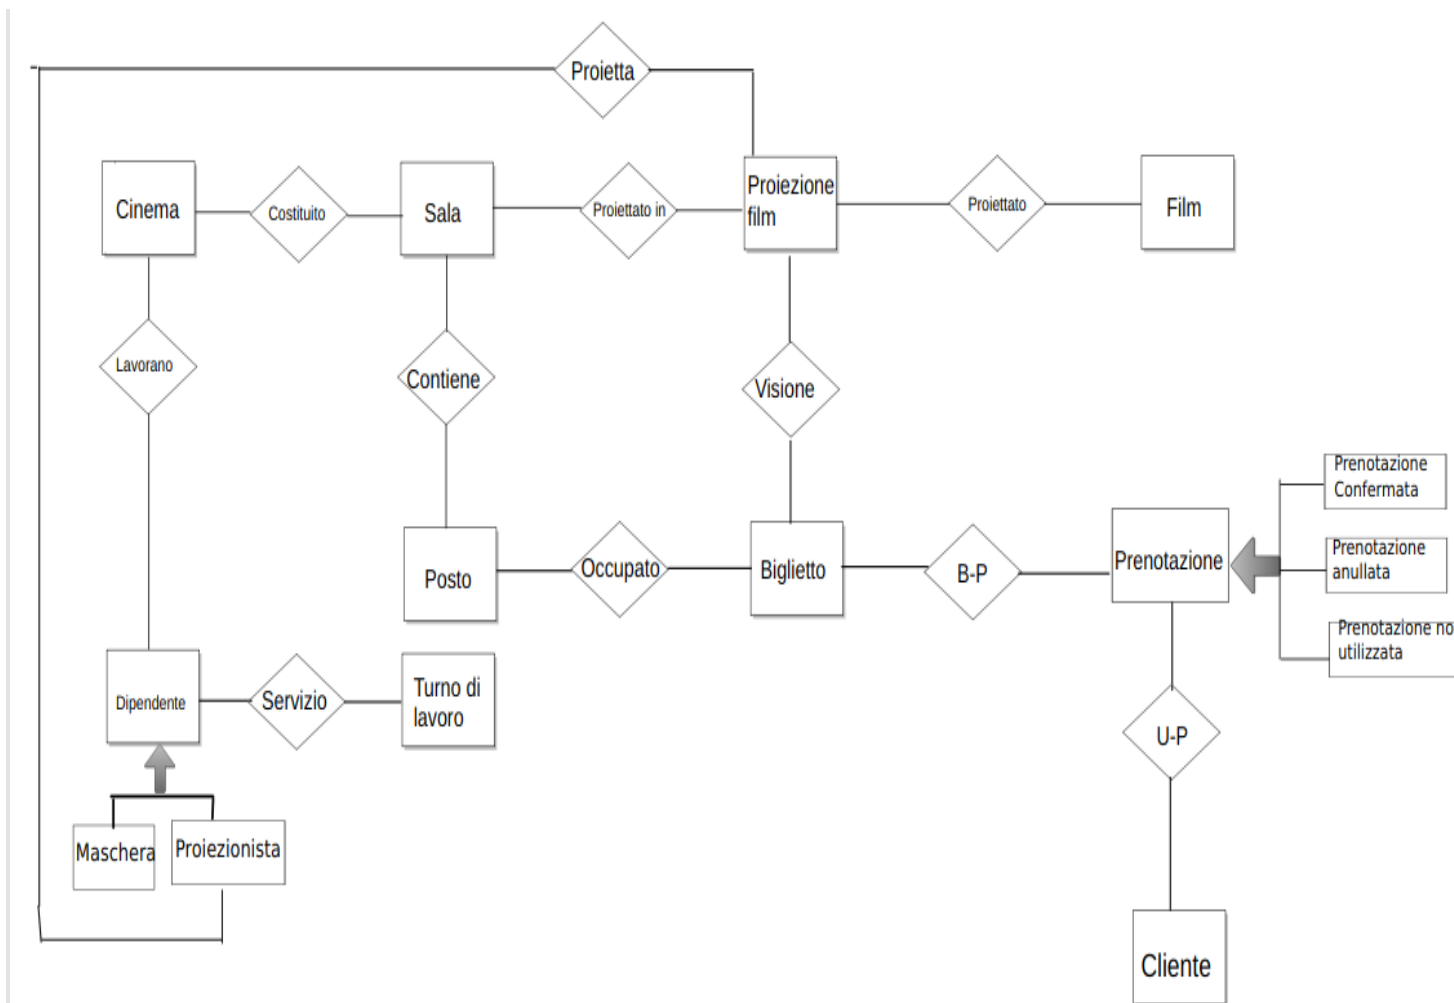 Proietta
Cinema
Costituito
Sala
Proiettato in
Proiezione
film
Proiettato
Film
Lavorano
Contiene
Visione
Prenotazione
Confermata
Prenotazione
anullata
Prenotazione no
utilizzata
Posto
Occupato
Biglietto
B-P
Prenotazione
Dipendente
Servizio
Turno di
lavoro
U-P
Maschera
Proiezionista
Cliente